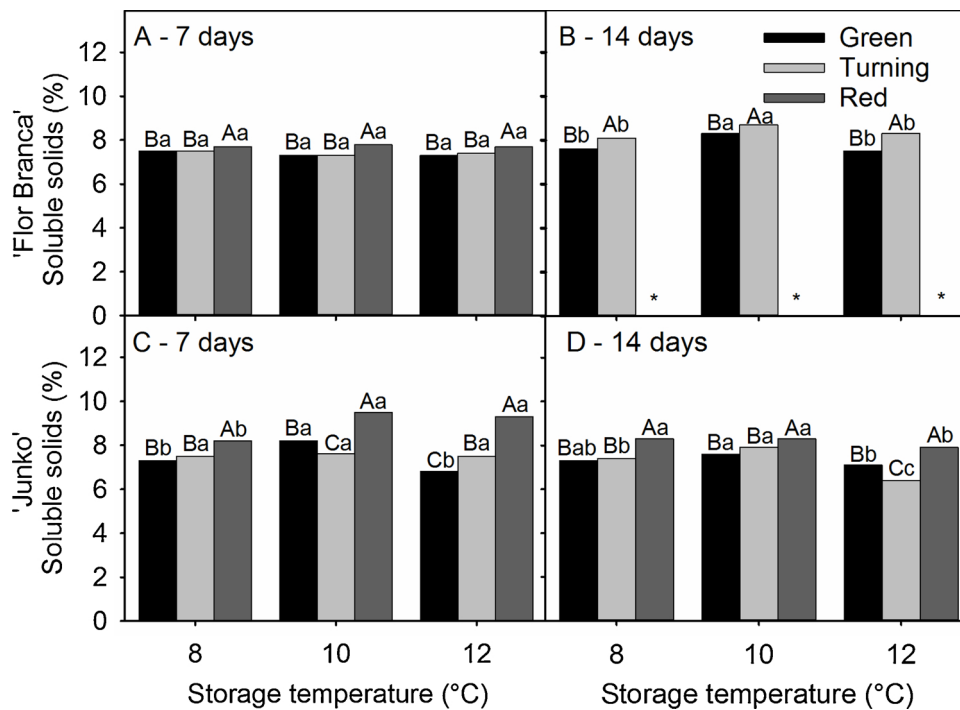 A - 7 days
B - 14 days
Green
Turning
Red
'Flor Branca'
Soluble solids (%)
12
10
8
6
4
2
0
Ba Ba Aa
Ba Ba Aa
Ba Ba Aa
Bb Ab *
Ba Aa *
Bb Ab *
C - 7 days
D - 14 days
'Junko'
Soluble solids (%)
12
10
8
6
4
2
0
Bb Ba Ab
Ba Ca Aa
Cb Ba Aa
Bab Bb Aa
Ba Ba Aa
Bb Cc Ab
8 10 12
8 10 12
Storage temperature (°C)
Storage temperature (°C)